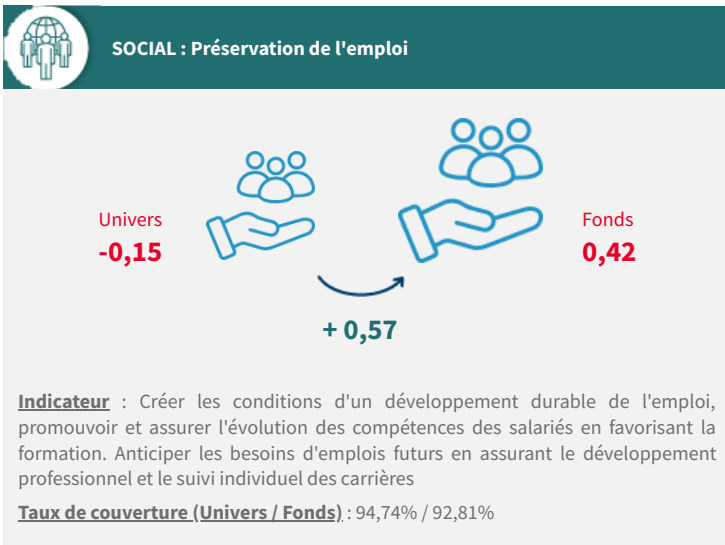 SOCIAL : Préservation de l'emploi
Univers
-0,15
Fonds
0,42
+ 0,57
Indicateur : Créer les conditions d'un développement durable de l'emploi,
promouvoir et assurer l'évolution des compétences des salariés en favorisant la
formation. Anticiper les besoins d'emplois futurs en assurant le développement
professionnel et le suivi individuel des carrières
Taux de couverture (Univers / Fonds) : 94,74% / 92,81%